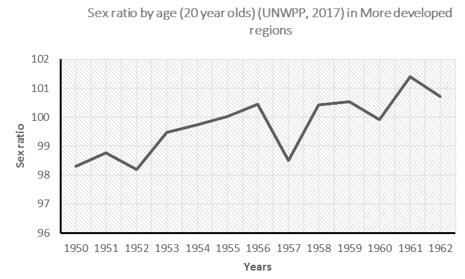 Sex ratio by age (20 year olds) (UNWPP, 2017) in More developed
regions
102
101
100
99
98
97
96
Sex ratio
1950 1951 1952 1953 1954 1955 1956 1957 1958 1959 1960 1961 1962
Years